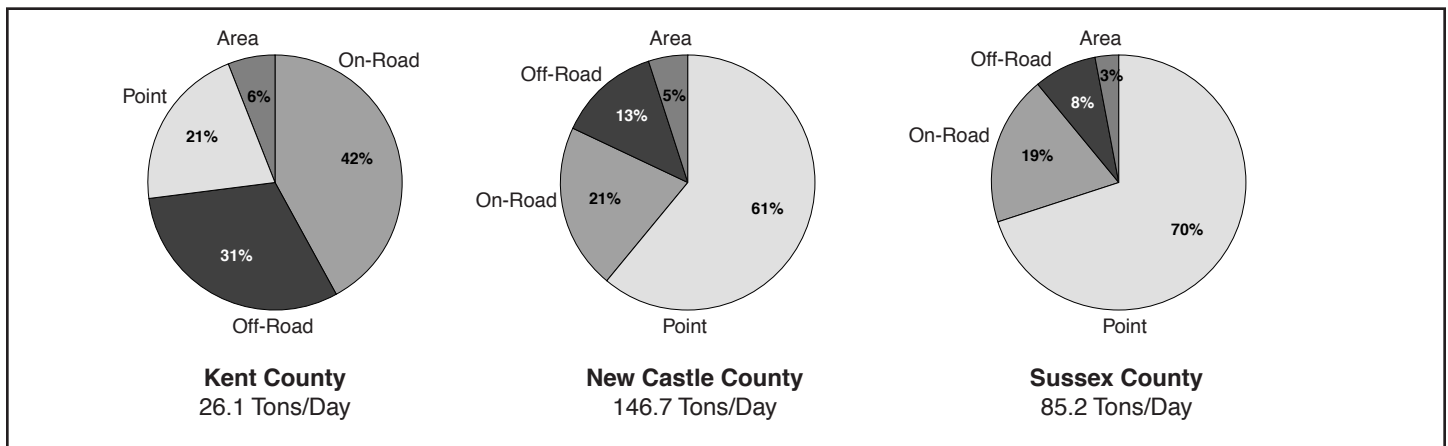 Area
On-Road
Point
6%
21%
42%
31%
Off-Road
Kent County
26.1 Tons/Day
Area
Off-Road
5%
13%
On-Road
21%
61%
Point
New Castle County
146.7 Tons/Day
Area
Off-Road
3%
8%
On-Road
19%
70%
Point
Sussex County
85.2 Tons/Day